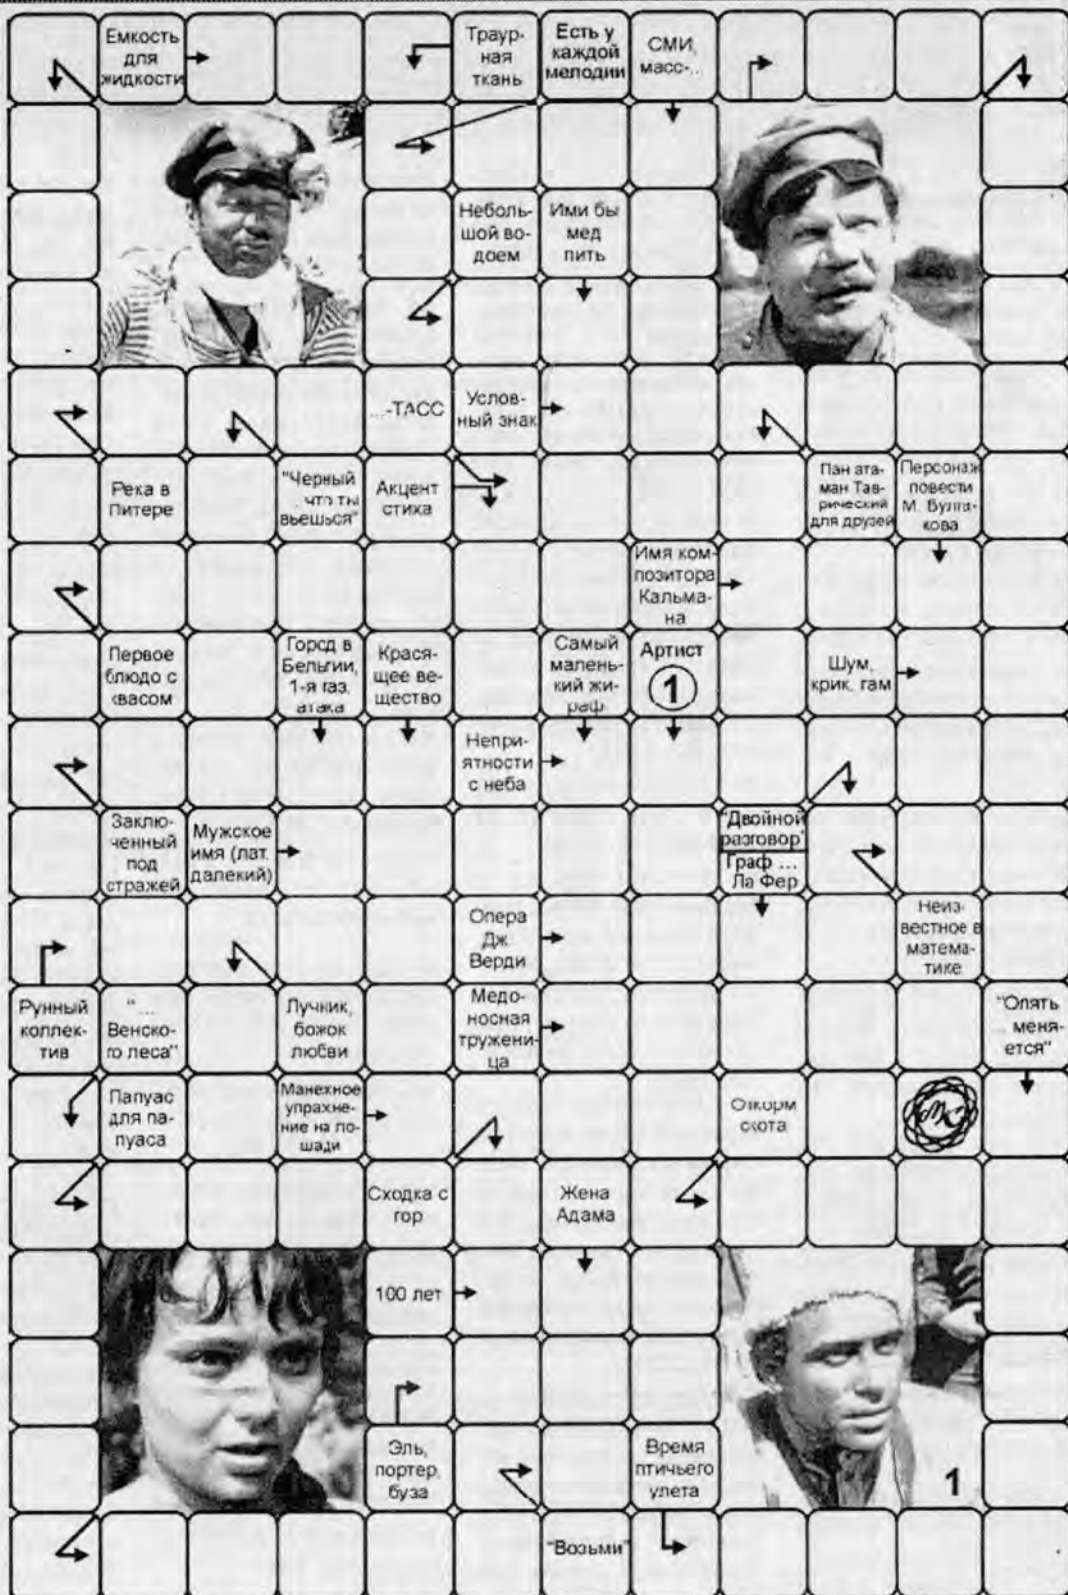 Емкость
для
жидкости
Траур-
ная
ткань
Есть у
каждой
мелодии
СМИ,
масс-...
Неболь-
шой во-
доем
Ими бы
мед
пить
...-ТАСС
Услов-
ный знак
Река в
Питере
"Черный
... что ты
вьешься"
Акцент
стиха
Пан ата-
ман Тав-
рический
для друзей
Персонаж
повести
М. Булга-
кова
Имя ком-
позитора
Кальма-
на
Первое
блюдо с
квасом
Город в
Бельгии,
1-я газ.
атака
Крася-
щее ве-
щество
Самый
малень-
кий жи-
раф
Артист
1
Шум,
крик, гам
Непри-
ятности
с неба
Заклю-
ченный
под
стражей
Мужское
имя (лат.
далекий)
"Двойной
разговор"
Граф ...
Ла Фер
Опера
Дж.
Верди
Неиз-
вестное в
матема-
тике
Рунный
коллек-
тив
"...
Венско-
го леса"
Лучник,
божок
любви
Медо-
носная
тружени-
ца
"Опять
... меня-
ется"
Папуас
для па-
пуаса
Манежное
упражне-
ние на ло-
шади
Откорм
скота
Сходка с
гор
Жена
Адама
100 лет
Эль,
портер,
буза
Время
птичьего
улета
1
"Возьми"